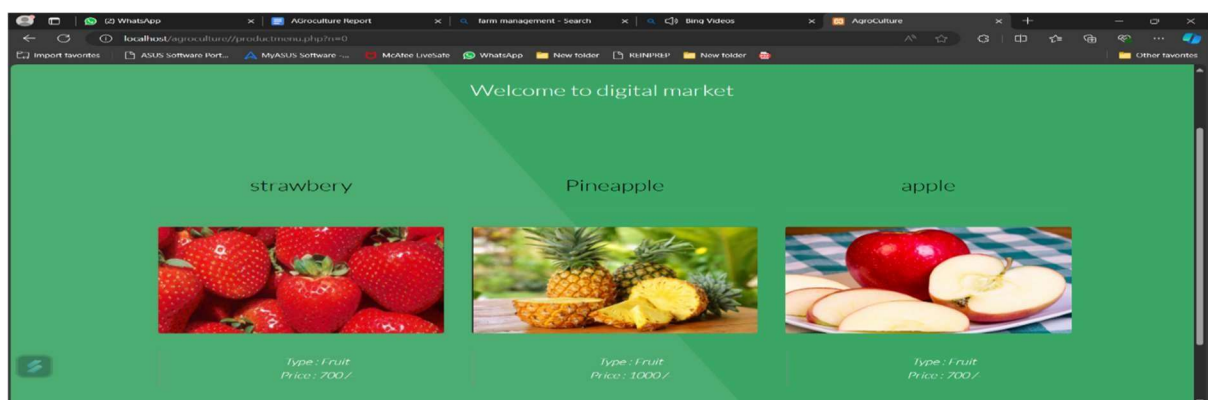 (2) WhatsApp
AGroculture Report
farm management - Search
Bing Videos
AgroCulture
localhost/agroculture//productmenu.php?n=0
Import favorites
ASUS Software Port...
MyASUS Software -...
McAfee LiveSafe
WhatsApp
New folder
New folder
Other favorites
Welcome to digital market
strawbery Pineapple apple
Type : Fruit Type : Fruit Type : Fruit
Price : 700 / Price : 1000 / Price : 700 /